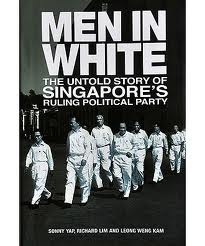 MEN IN
WHITE
THE UNTOLD STORY OF
SINGAPORE'S
RULING POLITICAL PARTY
SONNY YAP, RICHARD LIM AND LEONG WENG KAM